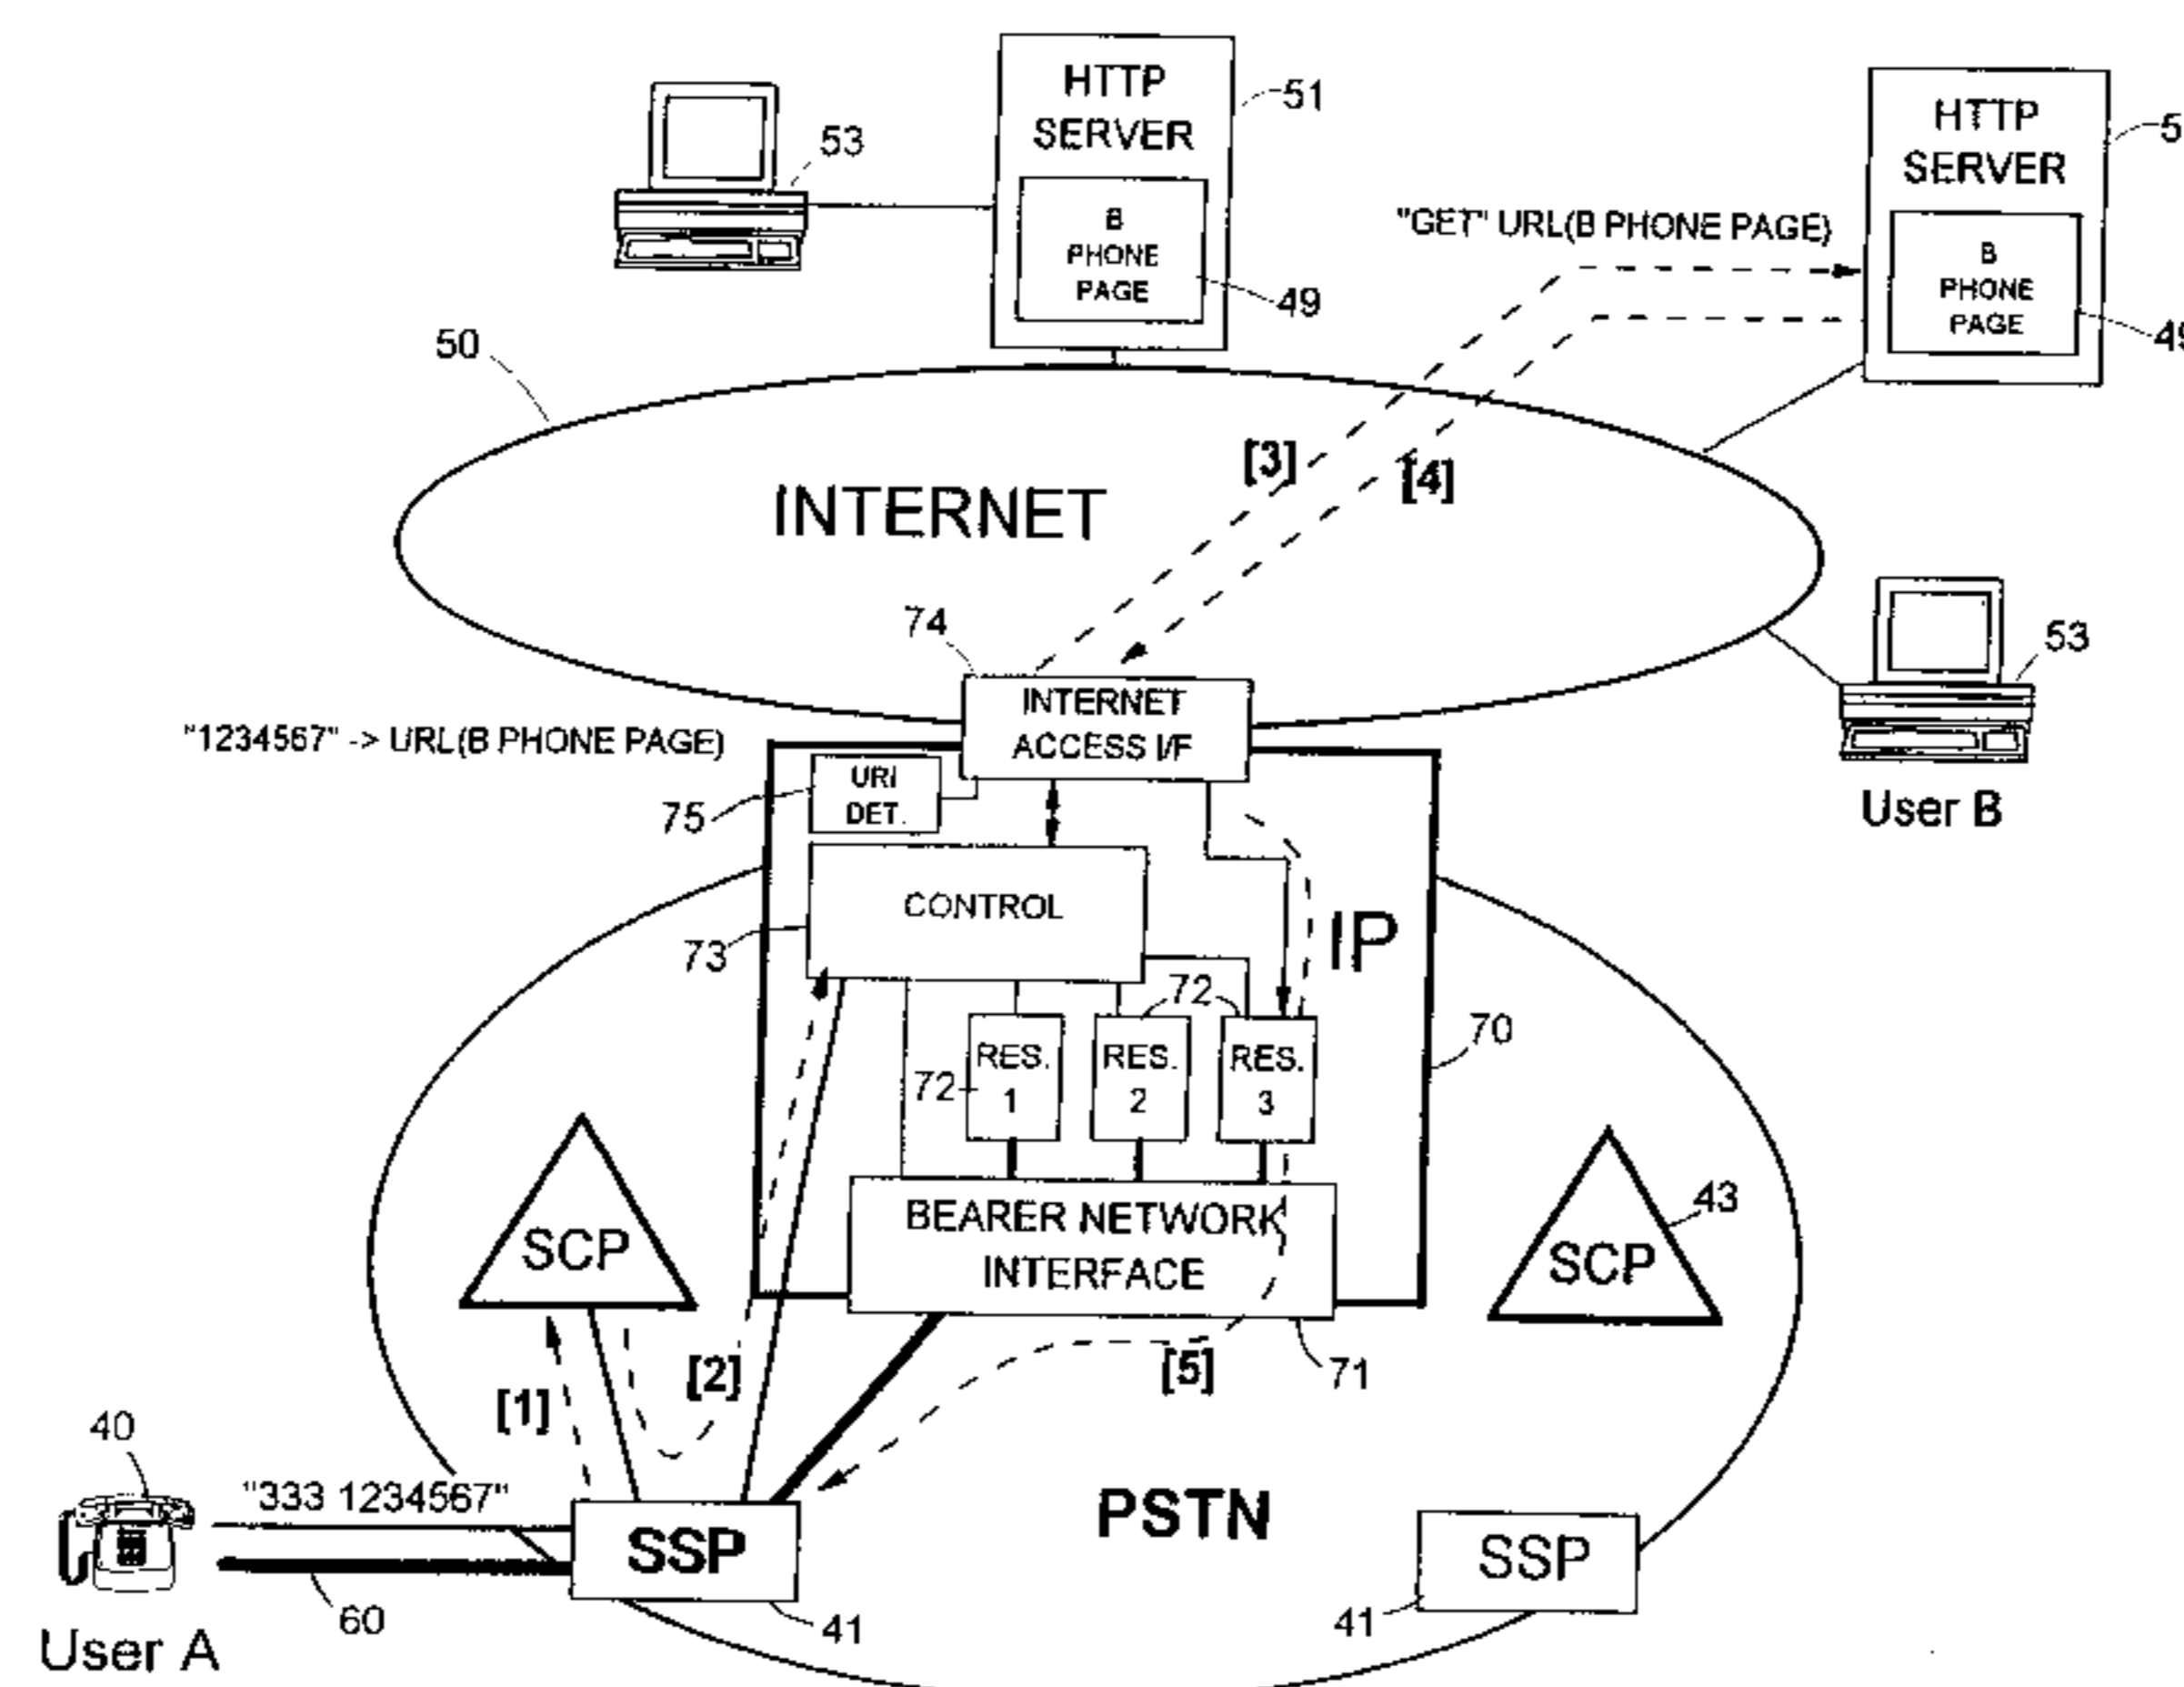 HTTP
SERVER
51
B
PHONE
PAGE
49
53
HTTP
SERVER
5
"GET" URL(B PHONE PAGE)
B
PHONE
PAGE
49
50
[3]
[4]
INTERNET
74
53
User B
INTERNET
ACCESS I/F
"1234567" -> URL(B PHONE PAGE)
URI
DET.
75
CONTROL
73
IP
72
70
RES.
1
RES.
2
RES.
3
72
SCP
BEARER NETWORK
INTERFACE
43
SCP
[1]
[2]
[5]
71
40
"333 1234567"
SSP
PSTN
SSP
60
41
41
User A